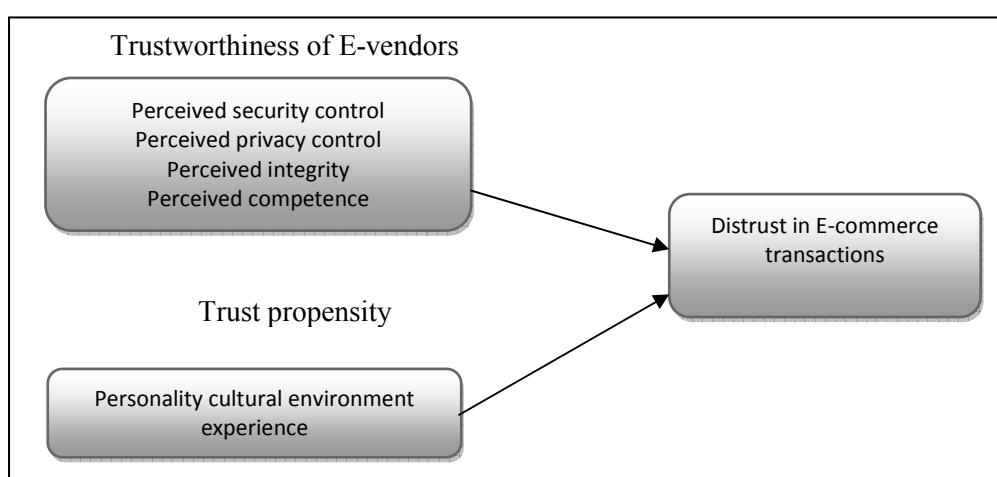 Trustworthiness of E-vendors
Perceived security control
Perceived privacy control
Perceived integrity
Perceived competence
Distrust in E-commerce
transactions
Trust propensity
Personality cultural environment
experience